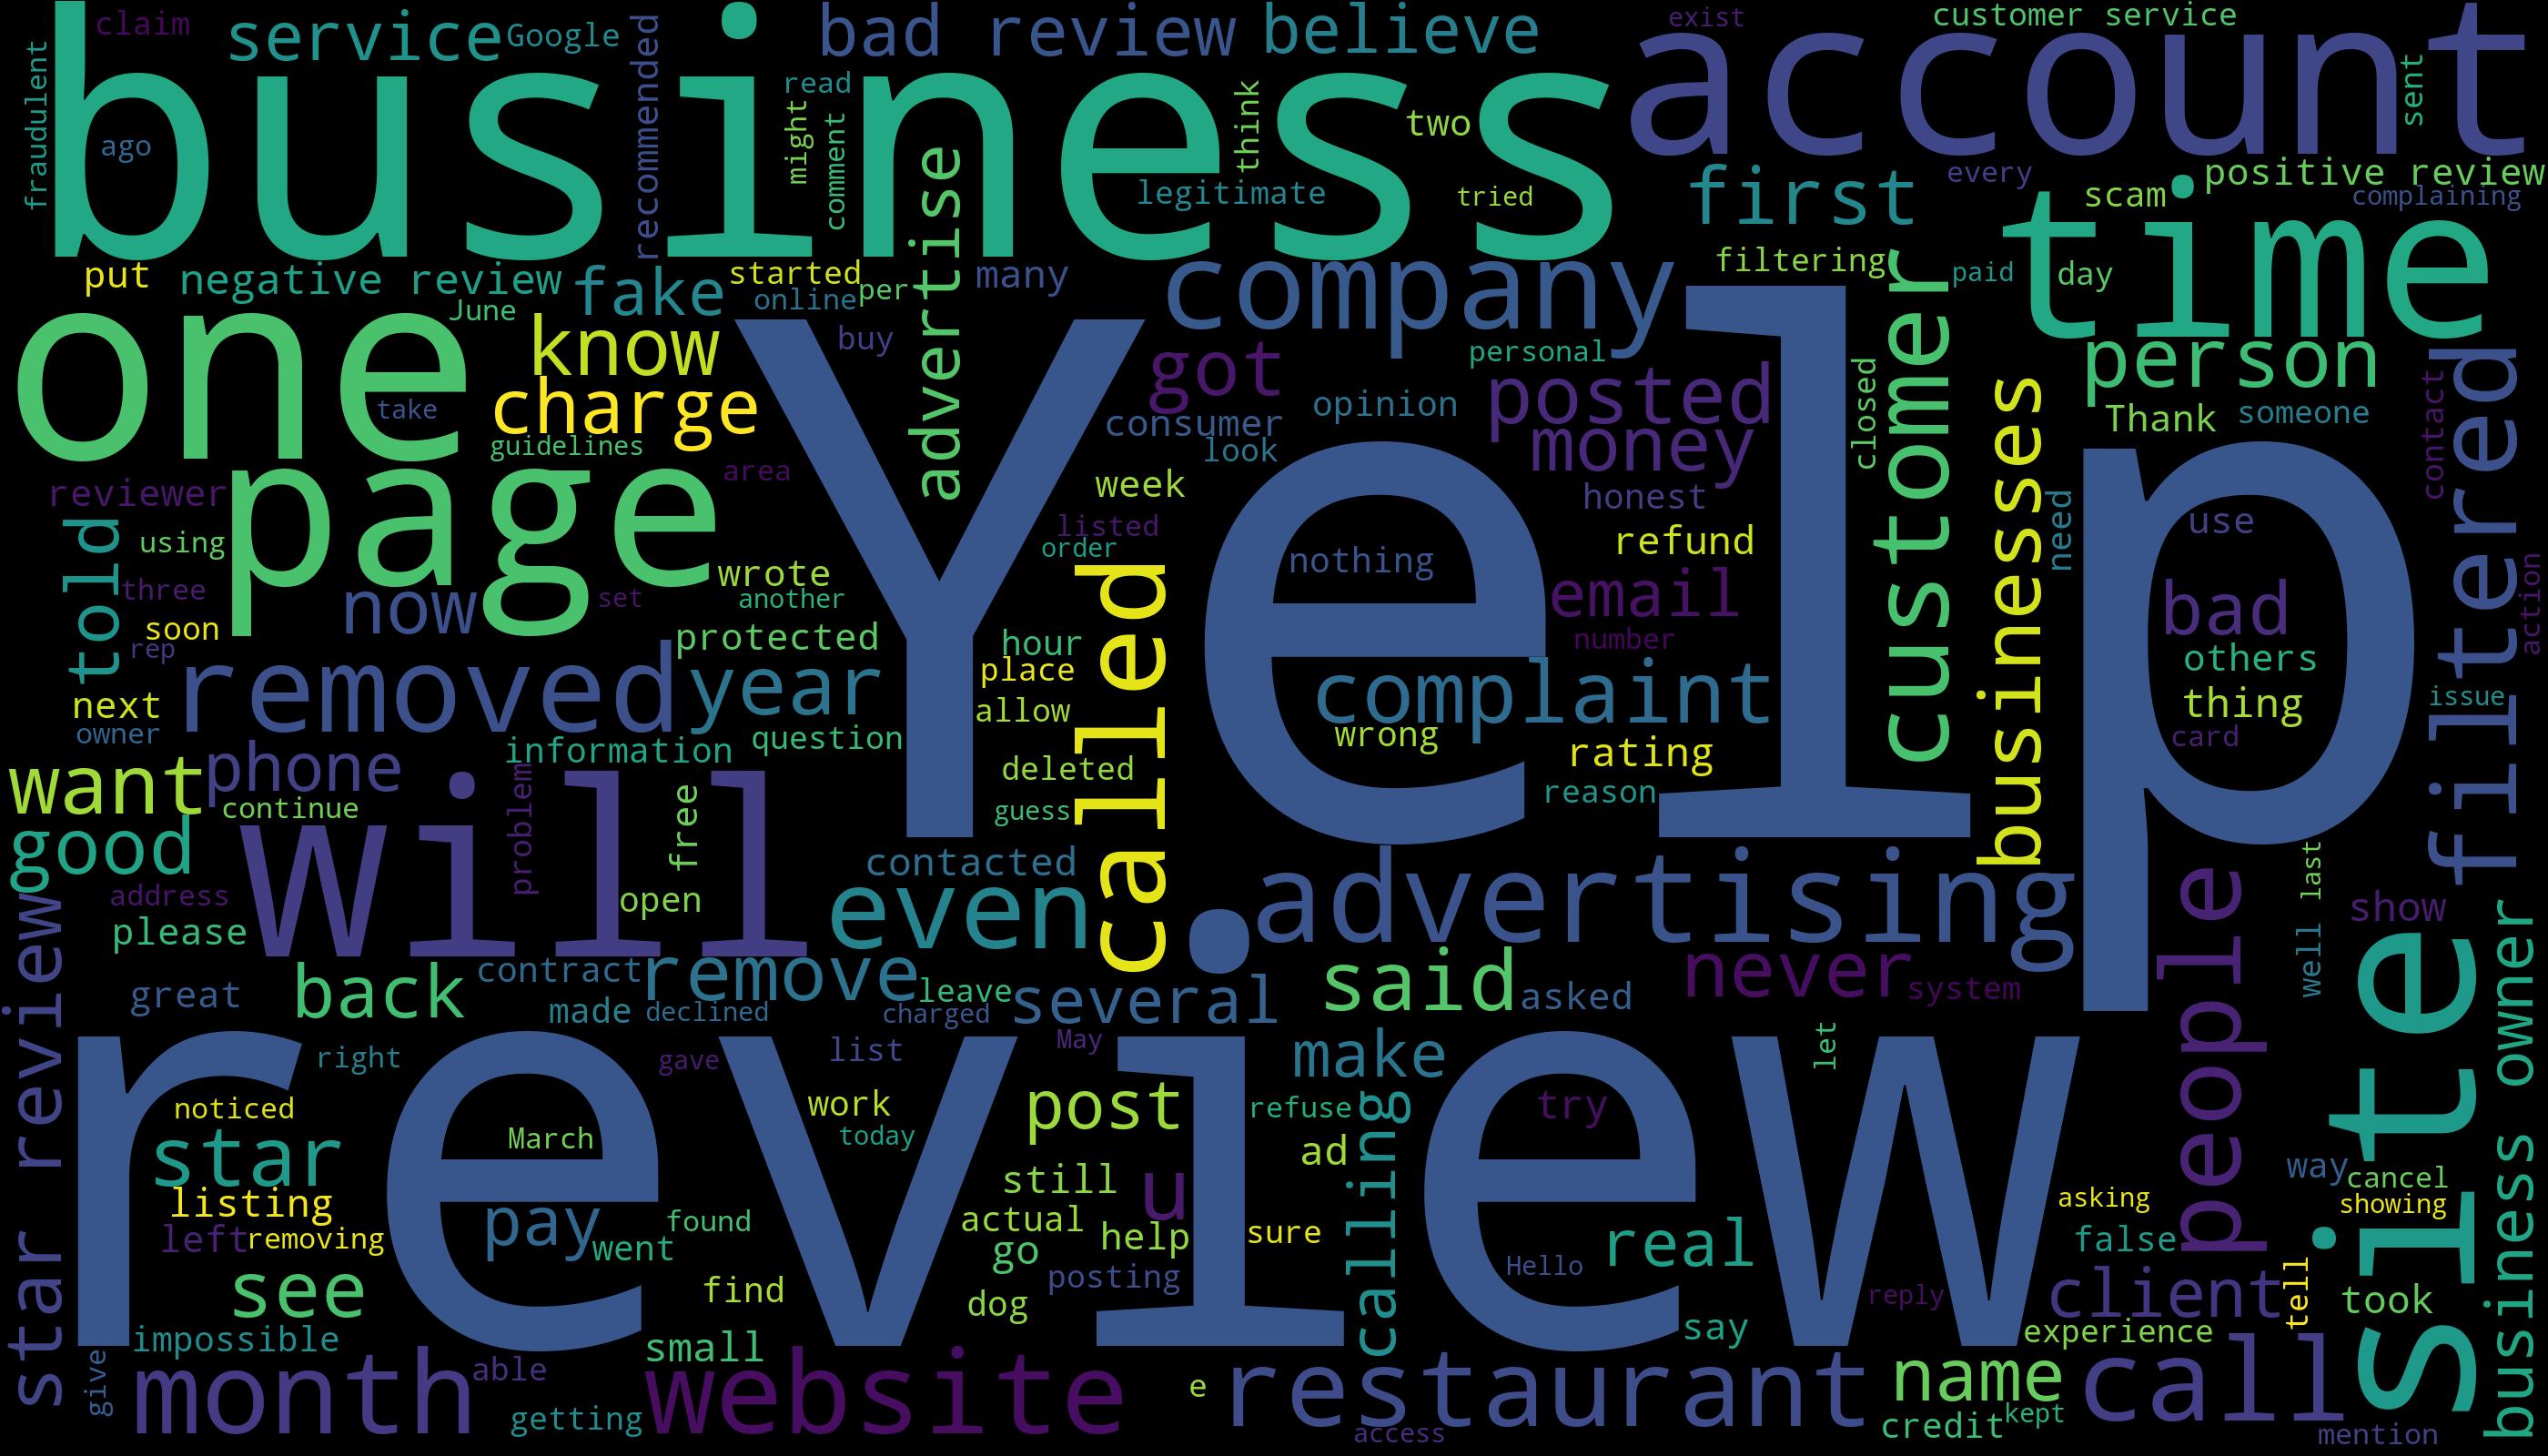 claim
service
Google
recommended
bad review
believe
exist
customer service
account
fraudulent
business
ago
read
might
comment
think
two
legitimate
tried
sent
first
every
scam
positive review
complaining
time
advertise
put
negative review
fake
started
many
company
filtering
paid
day
June
online
per
one
know
buy
got
personal
customer
person
filtered
charge
take
guidelines
Yelp
consumer
opinion
look
posted
money
closed
businesses
Thank
someone
contact
reviewer
page
area
week
honest
need
use
told
using
listed
order
refund
nothing
called
three
set
wrote
another
email
number
bad
action
soon
rep
now
protected
hour
place
others
thing
removed
year
complaint
next
owner
allow
wrong
rating
issue
card
information
question
want
phone
continue
problem
free
deleted
guess
reason
good
will
open
contacted
even
advertising
people
well
last
show
address
please
star review
great
back
contract
remove
leave
several
said
asked
never
system
site
business owner
made
declined
charged
review
right
gave
list
May
make
let
noticed
star
March
work
today
post
refuse
calling
try
ad
still
u
way
cancel
showing
asking
listing
left
removing
pay
went
found
actual
go
help
sure
real
false
see
find
posting
dog
Hello
reply
client
tell
took
impossible
small
say
experience
give
month
able
getting
website
e
restaurant
access
name
credit
kept
call
mention